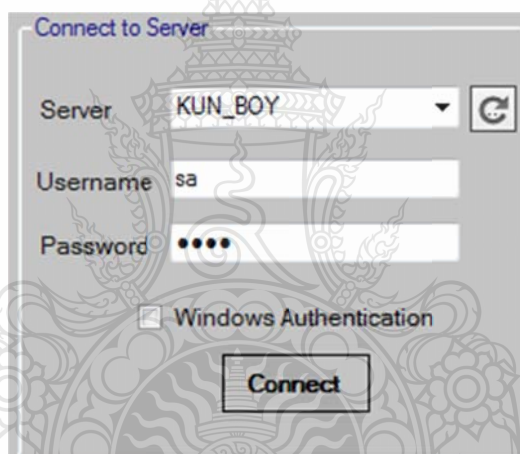 Connect to Server
Server KUN_BOY
Username sa
Password ••••
Windows Authentication
Connect